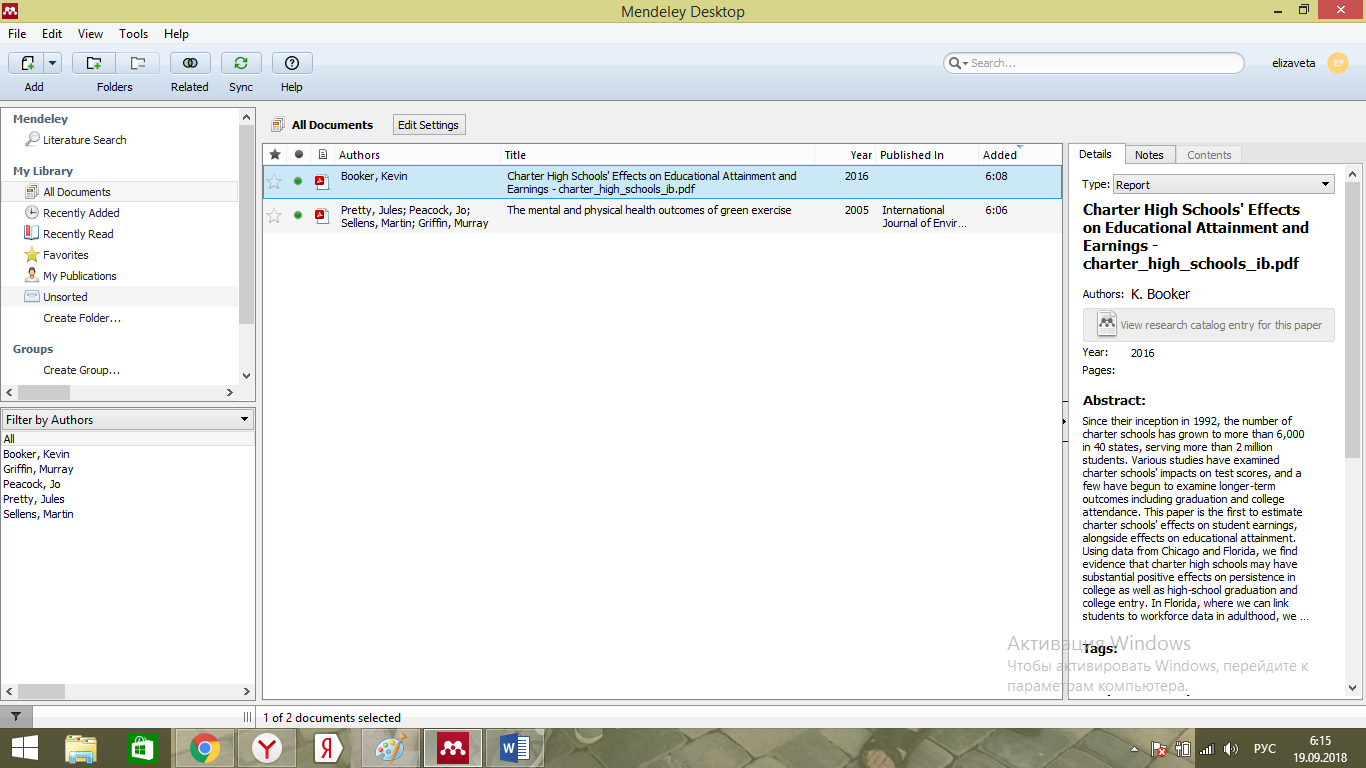 Mendeley Desktop
File Edit View Tools Help
Search...
elizaveta EP
Add Folders Related Sync Help
Mendeley
Literature Search
My Library
All Documents
Recently Added
Recently Read
Favorites
My Publications
Unsorted
Create Folder...
Groups
Create Group...
Filter by Authors
All
Booker, Kevin
Griffin, Murray
Peacock, Jo
Pretty, Jules
Sellens, Martin
All Documents Edit Settings
Authors Title Year Published In Added
Booker, Kevin Charter High Schools' Effects on Educational Attainment and 2016 6:08
Earnings - charter_high_schools_ib.pdf
Pretty, Jules; Peacock, Jo; The mental and physical health outcomes of green exercise 2005 International 6:06
Sellens, Martin; Griffin, Murray Journal of Envir...
Details Notes Contents
Type: Report
Charter High Schools' Effects
on Educational Attainment and
Earnings -
charter_high_schools_ib.pdf
Authors: K. Booker
View research catalog entry for this paper
Year: 2016
Pages:
Abstract:
Since their inception in 1992, the number of
charter schools has grown to more than 6,000
in 40 states, serving more than 2 million
students. Various studies have examined
charter schools' impacts on test scores, and a
few have begun to examine longer-term
outcomes including graduation and college
attendance. This paper is the first to estimate
charter schools' effects on student earnings,
alongside effects on educational attainment.
Using data from Chicago and Florida, we find
evidence that charter high schools may have
substantial positive effects on persistence in
college as well as high-school graduation and
college entry. In Florida, where we can link
students to workforce data in adulthood, we ...
Tags:
Активация Windows
Чтобы активировать Windows, перейдите к
параметрам компьютера.
1 of 2 documents selected
РУС
6:15
19.09.2018